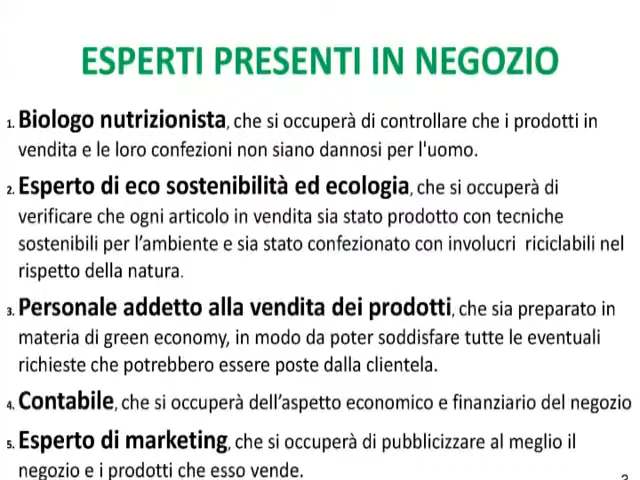 ESPERTI PRESENTI IN NEGOZIO
1. Biologo nutrizionista, che si occuperà di controllare che i prodotti in
vendita e le loro confezioni non siano dannosi per l'uomo.
2. Esperto di eco sostenibilità ed ecologia, che si occuperà di
verificare che ogni articolo in vendita sia stato prodotto con tecniche
sostenibili per l’ambiente e sia stato confezionato con involucri riciclabili nel
rispetto della natura.
3. Personale addetto alla vendita dei prodotti, che sia preparato in
materia di green economy, in modo da poter soddisfare tutte le eventuali
richieste che potrebbero essere poste dalla clientela.
4. Contabile, che si occuperà dell’aspetto economico e finanziario del negozio
5. Esperto di marketing, che si occuperà di pubblicizzare al meglio il
negozio e i prodotti che esso vende.